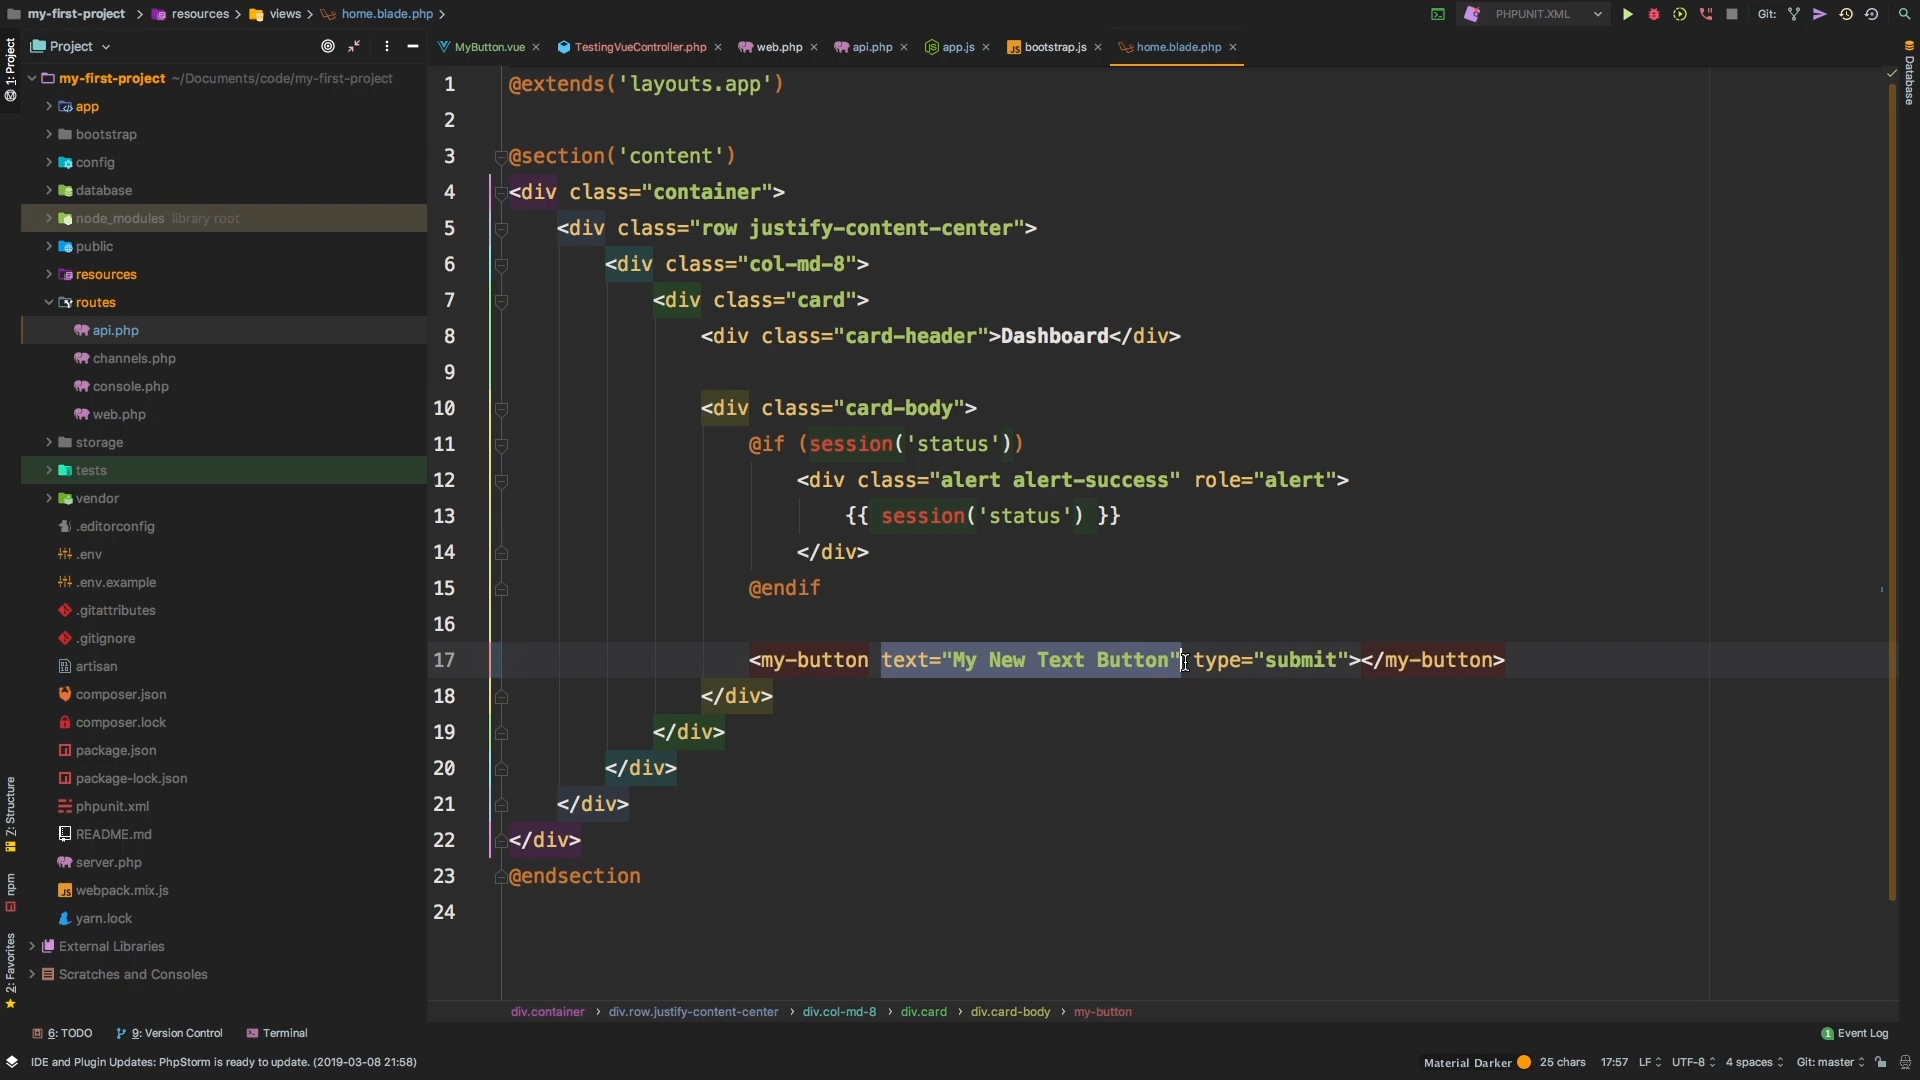 my-first-project > resources > views > home.blade.php >
PHPUNIT.XML
Git:
1: Project
Project
MyButton.vue
TestingVueController.php
web.php
api.php
app.js
bootstrap.js
home.blade.php
Database
my-first-project ~/Documents/code/my-first-project
app
bootstrap
config
database
node_modules library root
public
resources
routes
api.php
channels.php
console.php
web.php
storage
tests
vendor
.editorconfig
.env
.env.example
.gitattributes
.gitignore
artisan
composer.json
composer.lock
package.json
package-lock.json
phpunit.xml
README.md
server.php
webpack.mix.js
yarn.lock
External Libraries
Scratches and Consoles
Z: Structure
npm
2: Favorites
1 @extends('layouts.app')
2
3 @section('content')
4 <div class="container">
5 <div class="row justify-content-center">
6 <div class="col-md-8">
7 <div class="card">
8 <div class="card-header">Dashboard</div>
9
10 <div class="card-body">
11 @if (session('status'))
12 <div class="alert alert-success" role="alert">
13 {{ session('status') }}
14 </div>
15 @endif
16
17 <my-button text="My New Text Button" type="submit"></my-button>
18 </div>
19 </div>
20 </div>
21 </div>
22 </div>
23 @endsection
24
div.container > div.row.justify-content-center > div.col-md-8 > div.card > div.card-body > my-button
6: TODO
9: Version Control
Terminal
1 Event Log
IDE and Plugin Updates: PhpStorm is ready to update. (2019-03-08 21:58)
Material Darker
25 chars
17:57
LF
UTF-8
4 spaces
Git: master